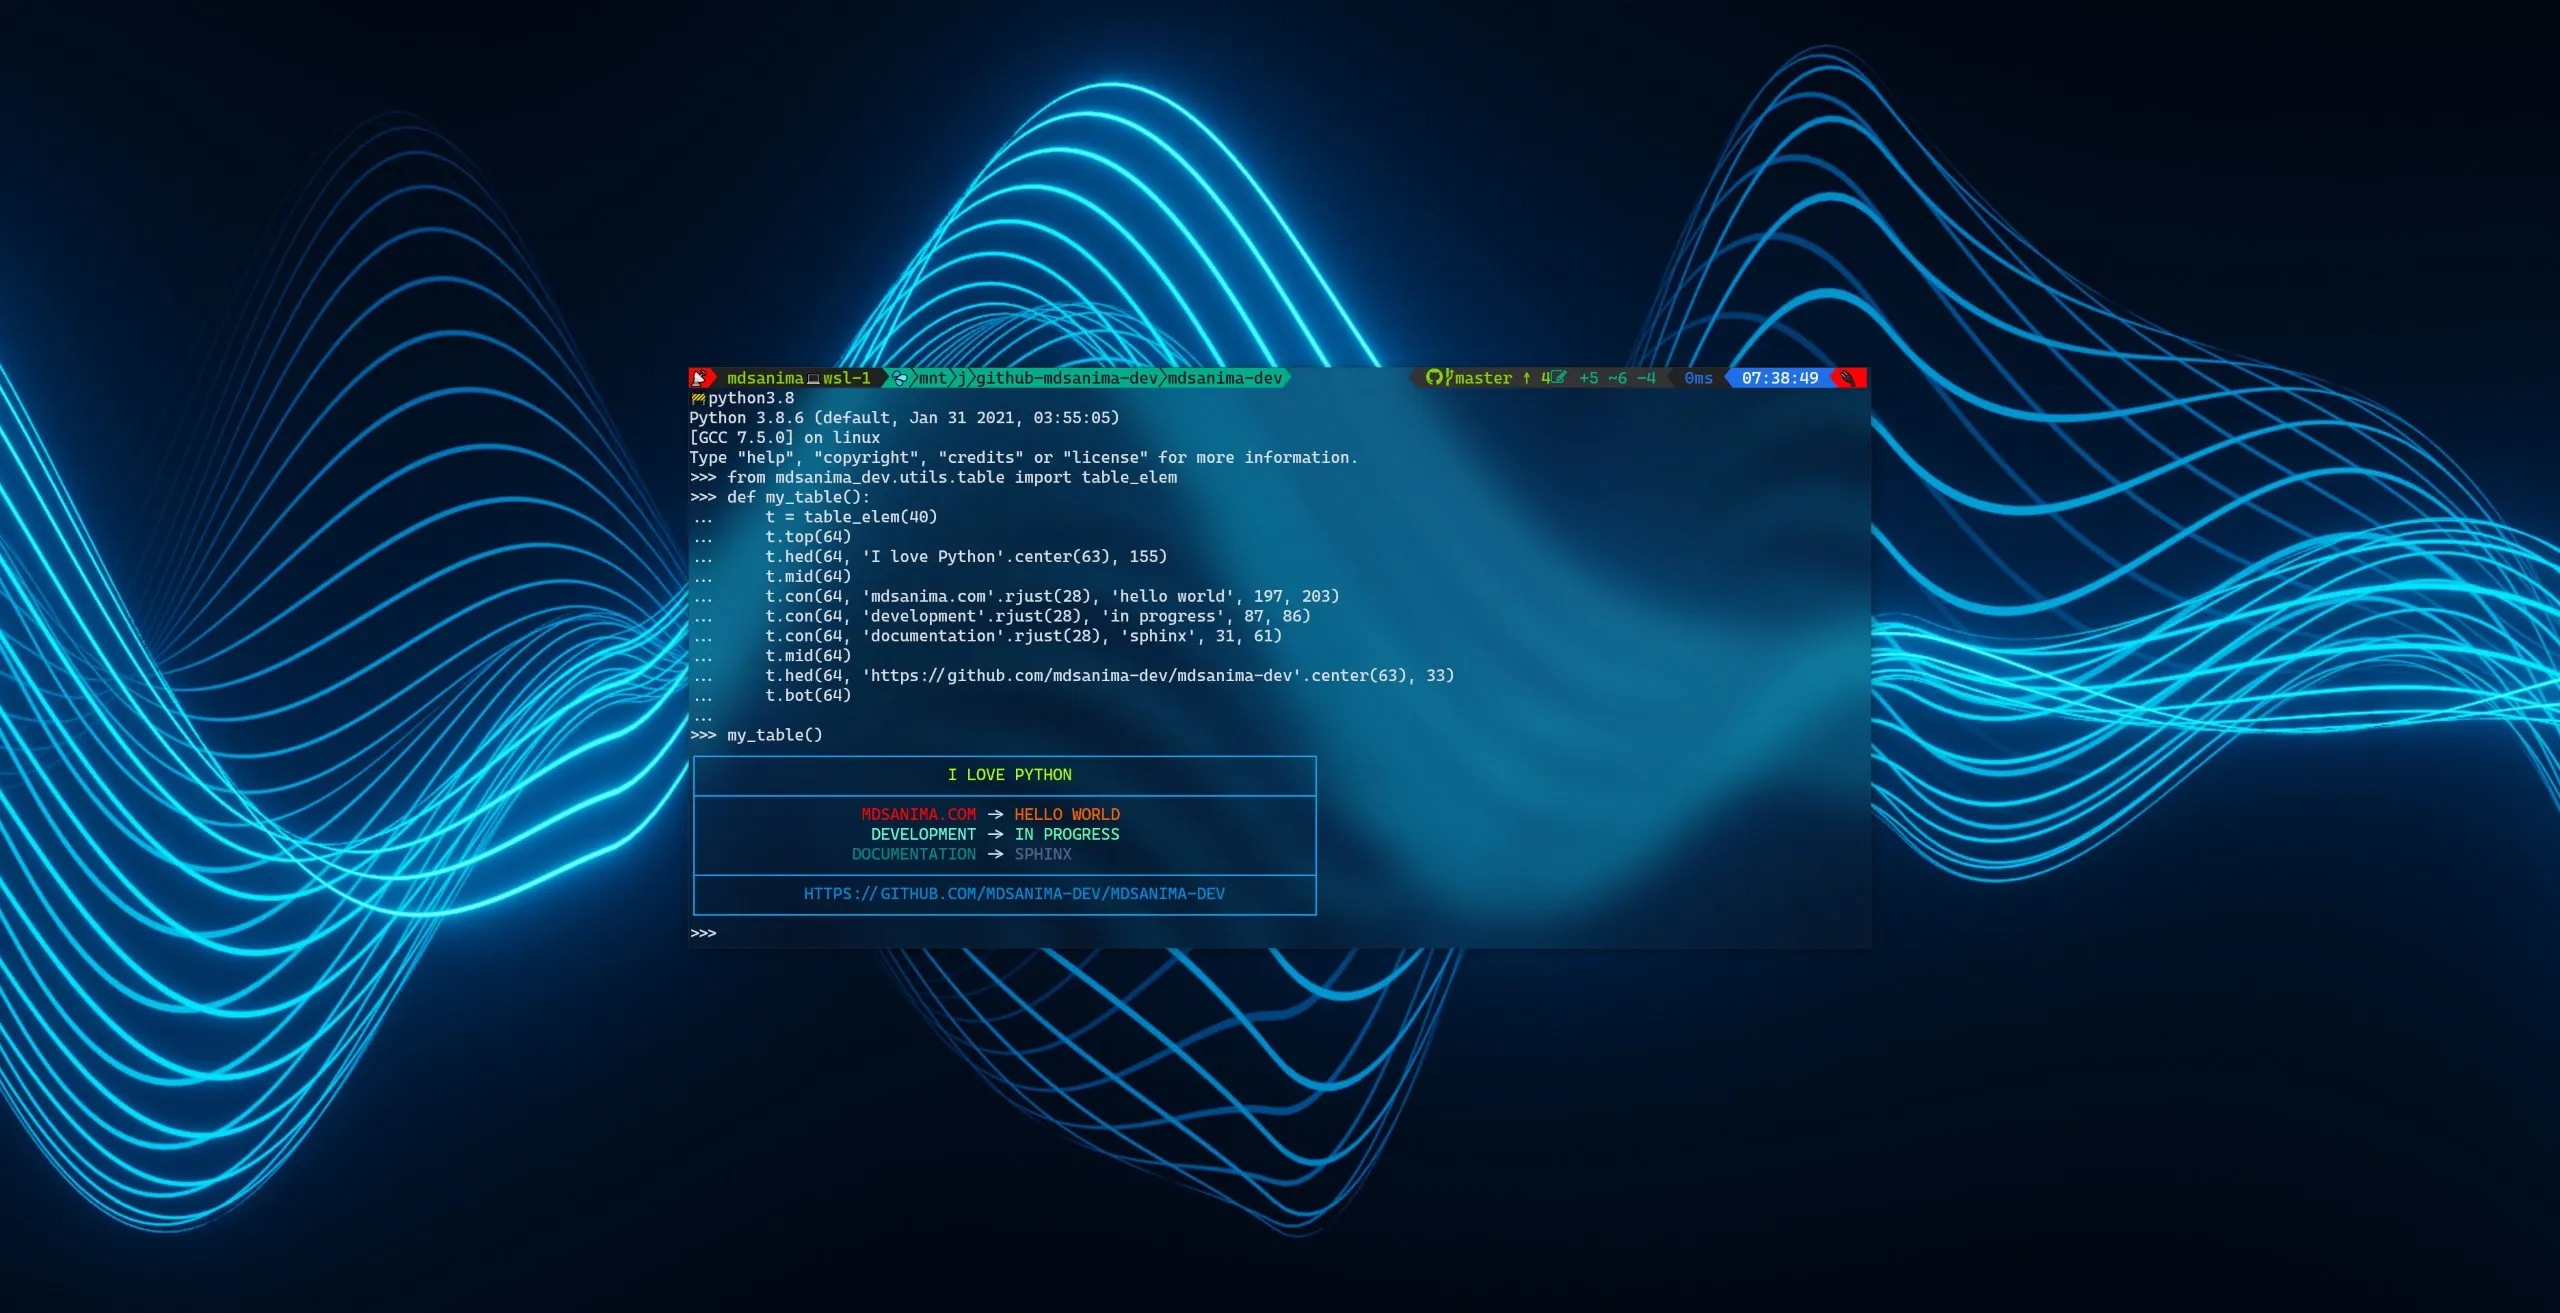 mdsanima wsl-1 mnt j github-mdsanima-dev mdsanima-dev master ↑ 4 +5 ~6 -4 0ms 07:38:49
python3.8
Python 3.8.6 (default, Jan 31 2021, 03:55:05)
[GCC 7.5.0] on linux
Type "help", "copyright", "credits" or "license" for more information.
>>> from mdsanima_dev.utils.table import table_elem
>>> def my_table():
...     t = table_elem(40)
...     t.top(64)
...     t.hed(64, 'I love Python'.center(63), 155)
...     t.mid(64)
...     t.con(64, 'mdsanima.com'.rjust(28), 'hello world', 197, 203)
...     t.con(64, 'development'.rjust(28), 'in progress', 87, 86)
...     t.con(64, 'documentation'.rjust(28), 'sphinx', 31, 61)
...     t.mid(64)
...     t.hed(64, 'https://github.com/mdsanima-dev/mdsanima-dev'.center(63), 33)
...     t.bot(64)
...
>>> my_table()
I LOVE PYTHON
MDSANIMA.COM → HELLO WORLD
DEVELOPMENT → IN PROGRESS
DOCUMENTATION → SPHINX
HTTPS://GITHUB.COM/MDSANIMA-DEV/MDSANIMA-DEV
>>>